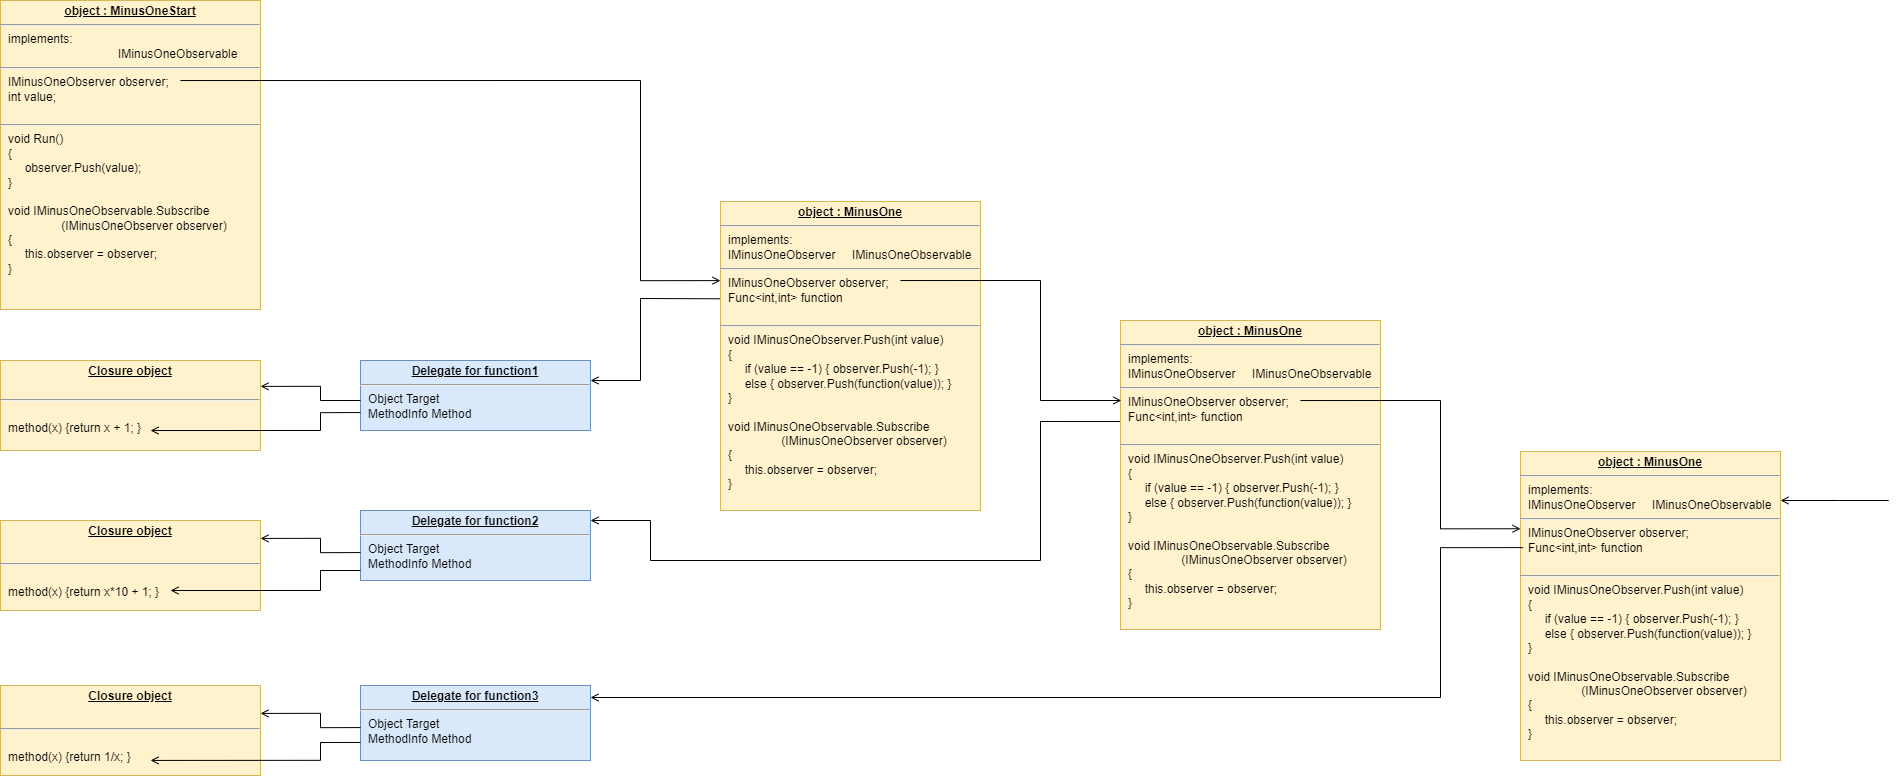 object : MinusOneStart
implements:
IMinusOneObservable
IMinusOneObserver observer;
int value;
void Run()
{
observer.Push(value);
}
void IMinusOneObservable.Subscribe
(IMinusOneObserver observer)
{
this.observer = observer;
}
object : MinusOne
implements:
IMinusOneObserver IMinusOneObservable
IMinusOneObserver observer;
Func<int,int> function
void IMinusOneObserver.Push(int value)
{
if (value == -1) { observer.Push(-1); }
else { observer.Push(function(value)); }
}
void IMinusOneObservable.Subscribe
(IMinusOneObserver observer)
{
this.observer = observer;
}
object : MinusOne
implements:
IMinusOneObserver IMinusOneObservable
IMinusOneObserver observer;
Func<int,int> function
void IMinusOneObserver.Push(int value)
{
if (value == -1) { observer.Push(-1); }
else { observer.Push(function(value)); }
}
void IMinusOneObservable.Subscribe
(IMinusOneObserver observer)
{
this.observer = observer;
}
object : MinusOne
implements:
IMinusOneObserver IMinusOneObservable
IMinusOneObserver observer;
Func<int,int> function
void IMinusOneObserver.Push(int value)
{
if (value == -1) { observer.Push(-1); }
else { observer.Push(function(value)); }
}
void IMinusOneObservable.Subscribe
(IMinusOneObserver observer)
{
this.observer = observer;
}
Closure object
method(x) {return x + 1; }
Delegate for function1
Object Target
MethodInfo Method
Closure object
method(x) {return x*10 + 1; }
Delegate for function2
Object Target
MethodInfo Method
Closure object
method(x) {return 1/x; }
Delegate for function3
Object Target
MethodInfo Method